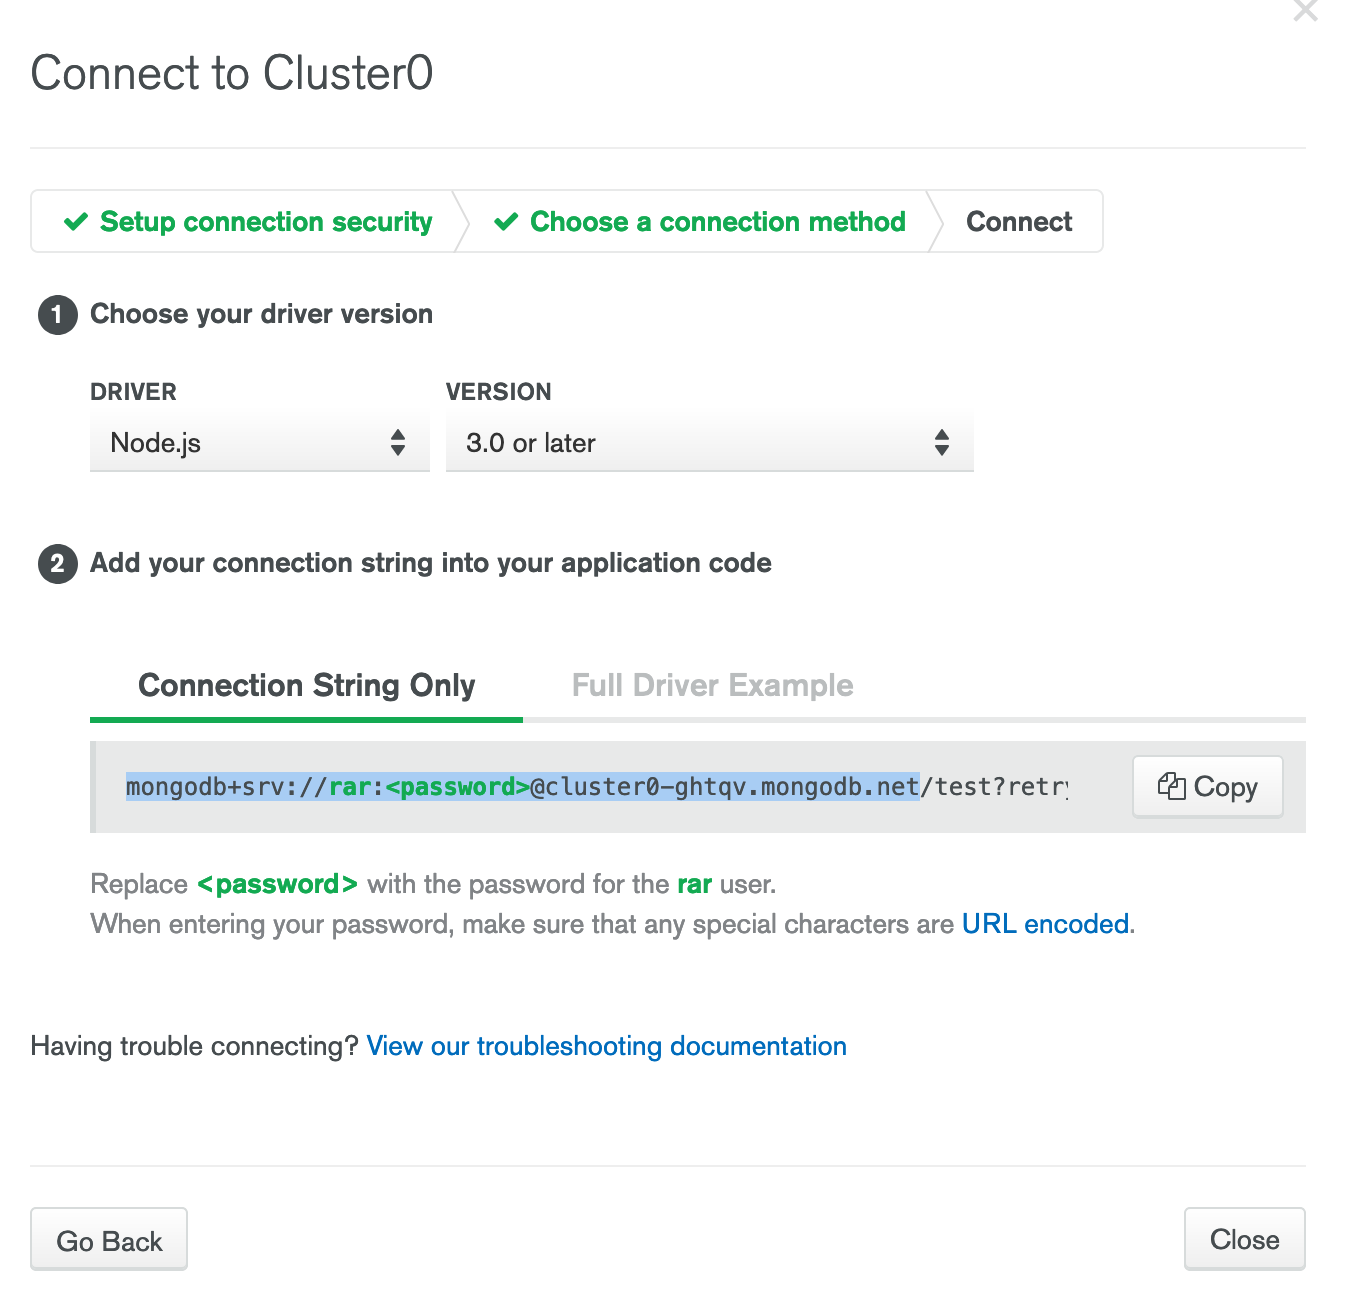 Connect to Cluster0
Setup connection security
Choose a connection method
Connect
1 Choose your driver version
DRIVER VERSION
Node.js 3.0 or later
2 Add your connection string into your application code
Connection String Only Full Driver Example
mongodb+srv://rar:<password>@cluster0-ghtqv.mongodb.net/test?retry
Copy
Replace <password> with the password for the rar user.
When entering your password, make sure that any special characters are URL encoded.
Having trouble connecting? View our troubleshooting documentation
Go Back Close